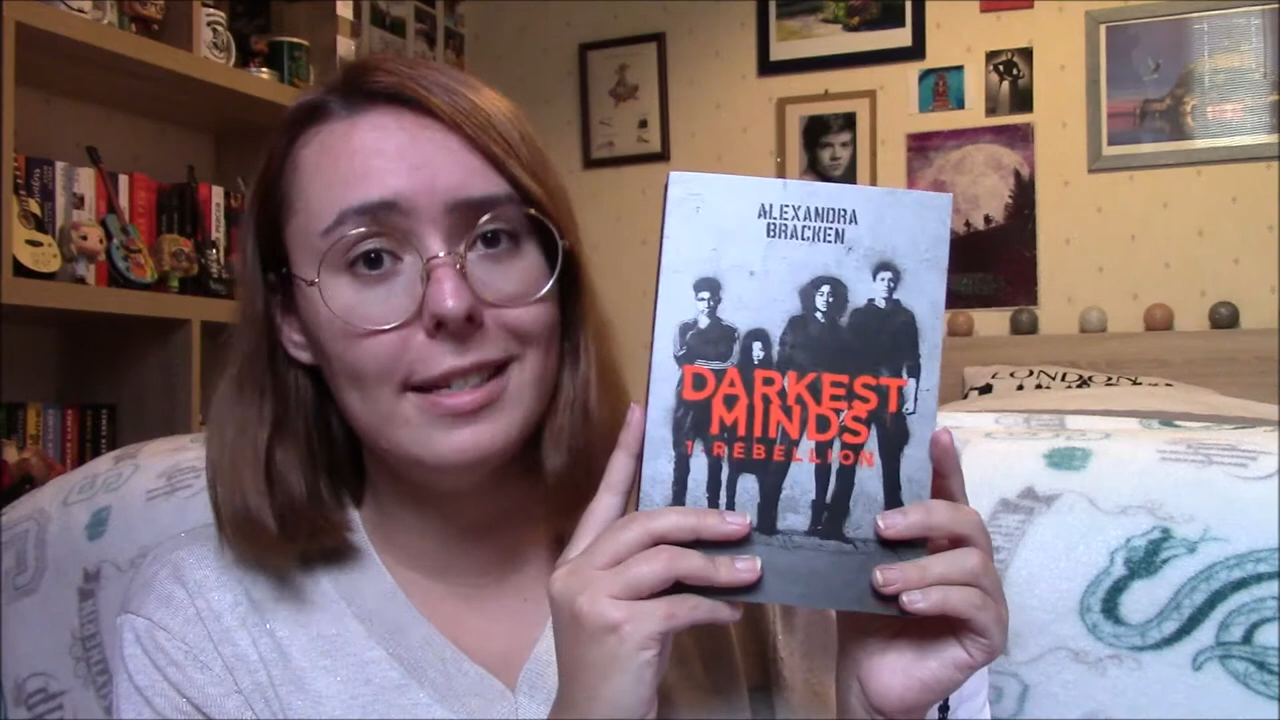 ALEXANDRA
BRACKEN
DARKEST
MINDS
1. REBELLION
LONDON